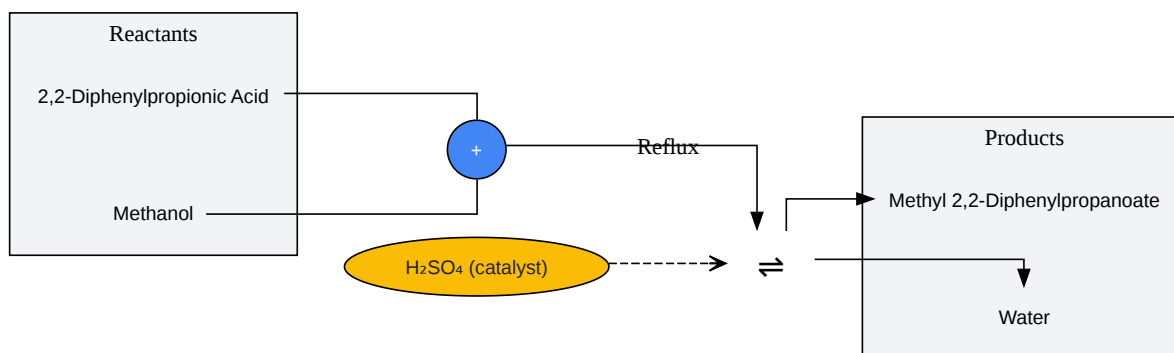 Reactants
2,2-Diphenylpropionic Acid
Methanol
+
Reflux
H₂SO₄ (catalyst)
⇌
Products
Methyl 2,2-Diphenylpropanoate
Water